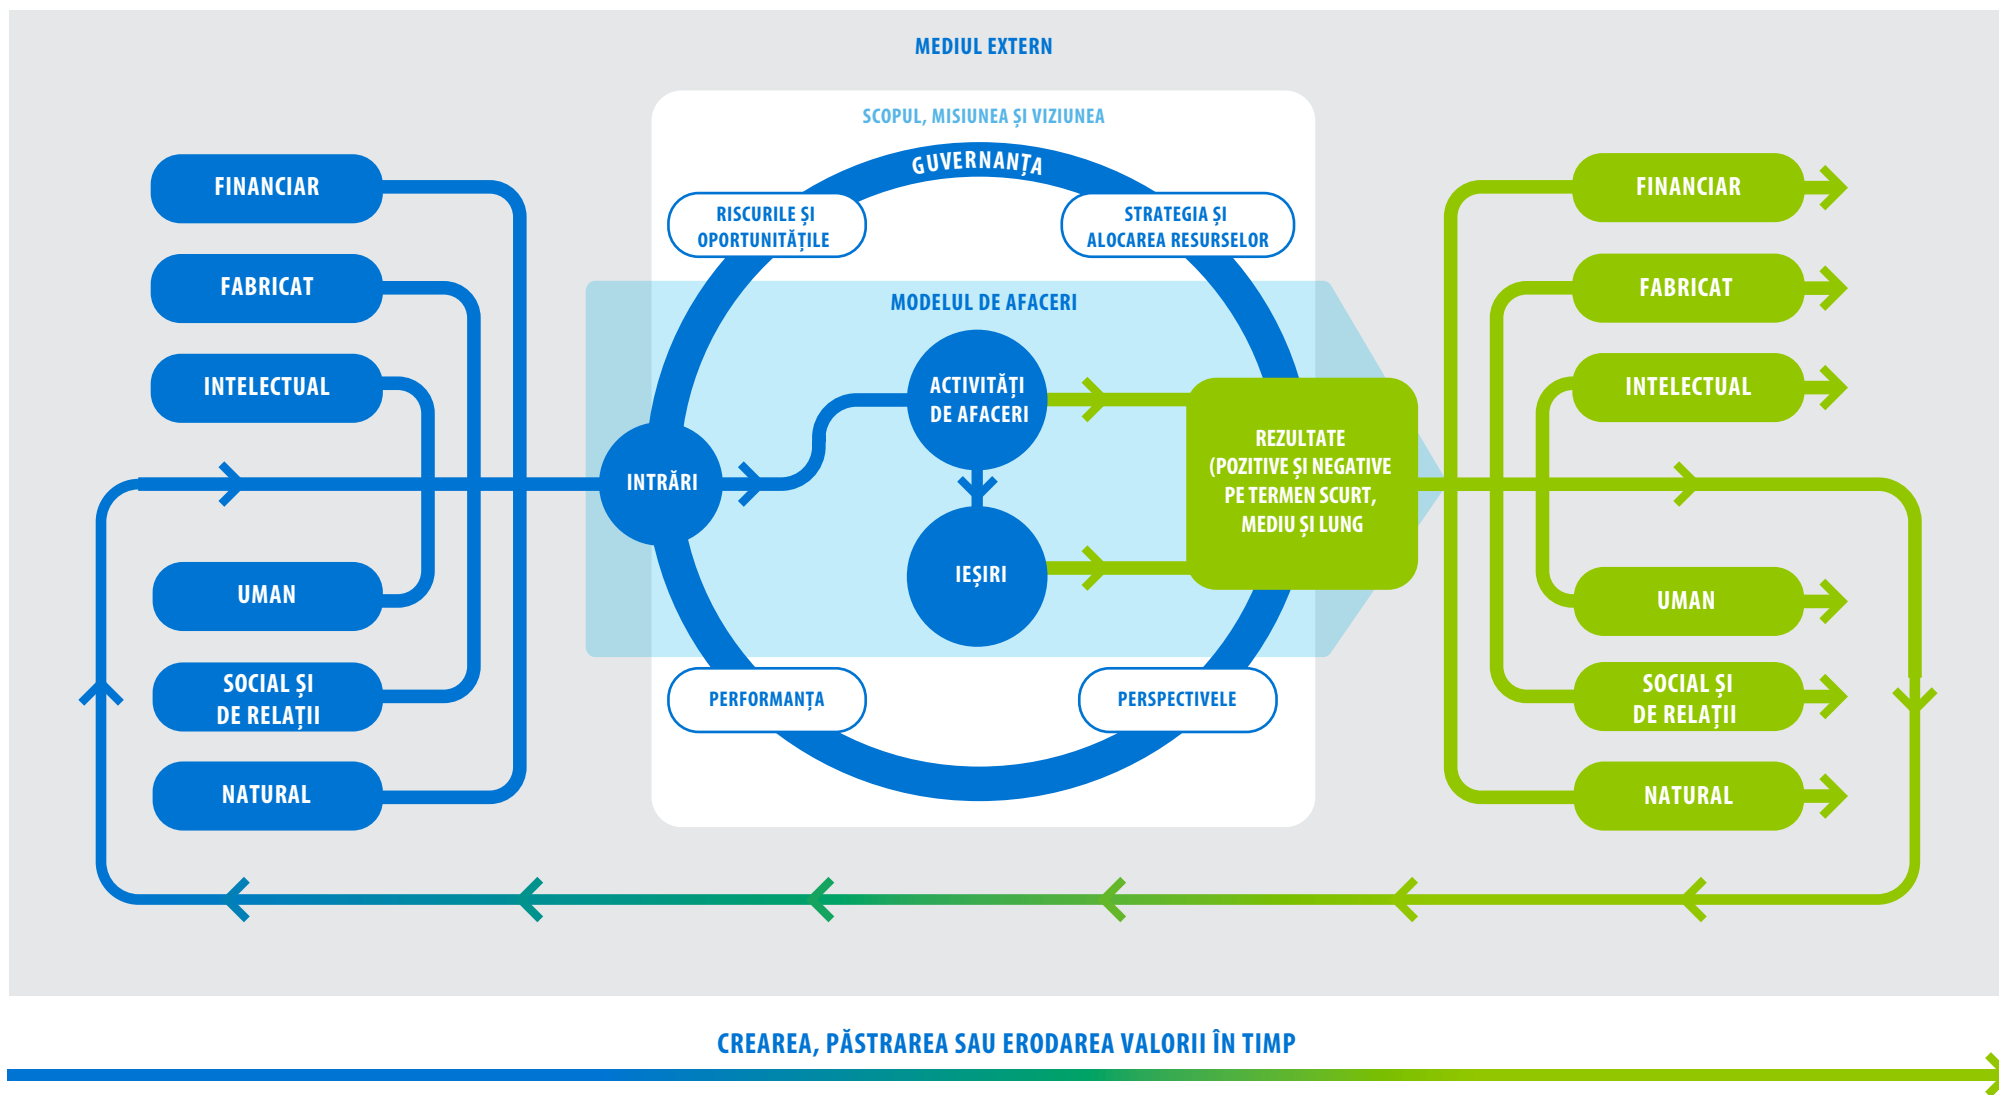 MEDIUL EXTERN
SCOPUL, MISIUNEA ȘI VIZIUNEA
GUVERNANȚA
FINANCIAR
FABRICAT
INTELECTUAL
UMAN
SOCIAL ȘI
DE RELAȚII
NATURAL
RISCURILE ȘI
OPORTUNITĂȚILE
STRATEGIA ȘI
ALOCAREA RESURSELOR
MODELUL DE AFACERI
INTRĂRI
ACTIVITĂȚI
DE AFACERI
IEȘIRI
REZULTATE
(POZITIVE ȘI NEGATIVE
PE TERMEN SCURT,
MEDIU ȘI LUNG
PERFORMANȚA
PERSPECTIVELE
FINANCIAR
FABRICAT
INTELECTUAL
UMAN
SOCIAL ȘI
DE RELAȚII
NATURAL
CREAREA, PĂSTRAREA SAU ERODAREA VALORII ÎN TIMP